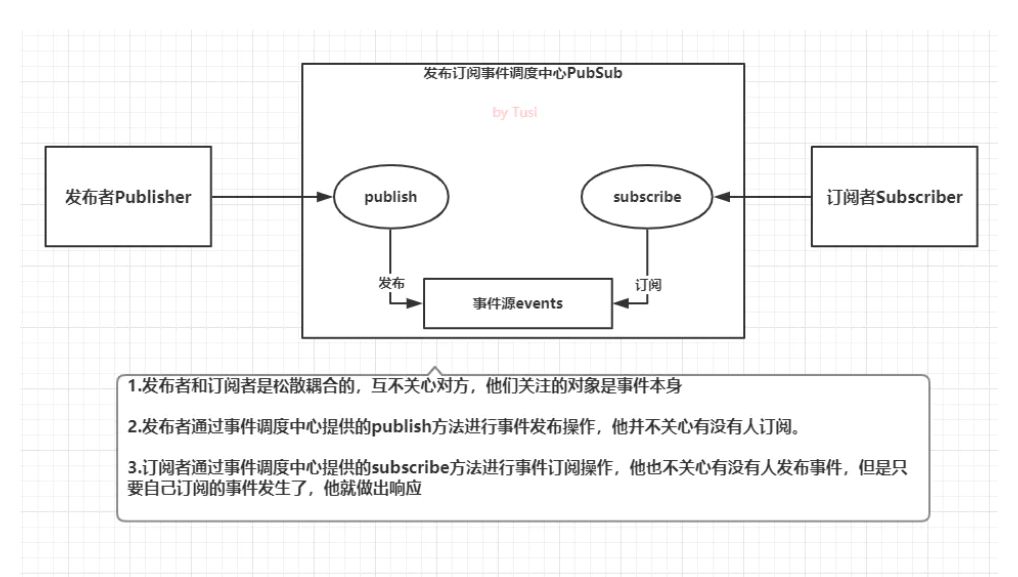 发布订阅事件调度中心PubSub
by Tusi
发布者Publisher
publish
subscribe
订阅者Subscriber
发布
订阅
事件源events
1.发布者和订阅者是松散耦合的，互不关心对方，他们关注的对象是事件本身
2.发布者通过事件调度中心提供的publish方法进行事件发布操作，他并不关心有没有人订阅。
3.订阅者通过事件调度中心提供的subscribe方法进行事件订阅操作，他也不关心有没有人发布事件，但是只
要自己订阅的事件发生了，他就做出响应